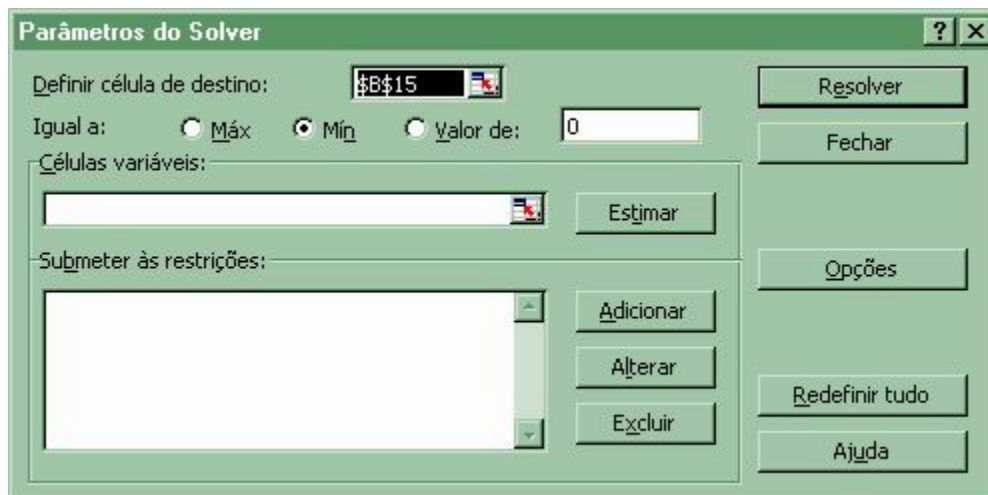 Parâmetros do Solver
Definir célula de destino: $B$15
Resolver
Igual a: Máx Mín Valor de: 0
Fechar
Células variáveis:
Estimar
Submeter às restrições:
Opções
Adicionar
Alterar
Redefinir tudo
Excluir
Ajuda